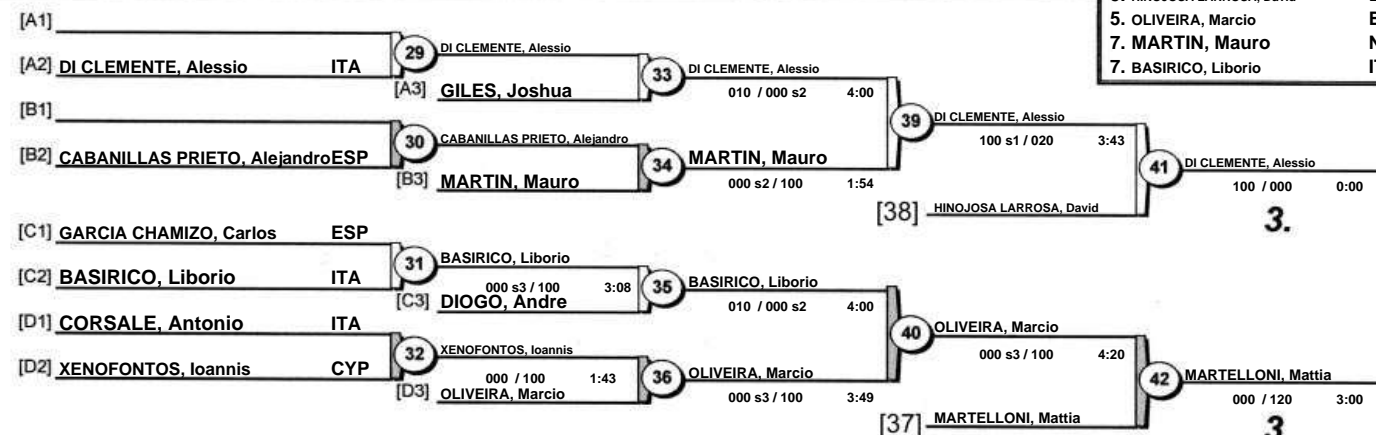 5. OLIVEIRA, Marcio
7. MARTIN, Mauro N
7. BASIRICO, Liborio IT
[A1]
29 DI CLEMENTE, Alessio
[A2] DI CLEMENTE, Alessio ITA
33 DI CLEMENTE, Alessio
[A3] GILES, Joshua
010 / 000 s2 4:00
[B1]
39 DI CLEMENTE, Alessio
30 CABANILLAS PRIETO, Alejandro
100 s1 / 020 3:43
[B2] CABANILLAS PRIETO, Alejandro ESP
34 MARTIN, Mauro
41 DI CLEMENTE, Alessio
[B3] MARTIN, Mauro
000 s2 / 100 1:54
100 / 000 0:00
[38] HINOJOSA LARROSA, David
3.
[C1] GARCIA CHAMIZO, Carlos ESP
31 BASIRICO, Liborio
[C2] BASIRICO, Liborio ITA
000 s3 / 100 3:08
35 BASIRICO, Liborio
[C3] DIOGO, Andre
010 / 000 s2 4:00
[D1] CORSALE, Antonio ITA
40 OLIVEIRA, Marcio
32 XENOFONTOS, Ioannis
000 s3 / 100 4:20
[D2] XENOFONTOS, Ioannis CYP
000 / 100 1:43
36 OLIVEIRA, Marcio
42 MARTELLONI, Mattia
[D3] OLIVEIRA, Marcio
000 s3 / 100 3:49
000 / 120 3:00
[37] MARTELLONI, Mattia
3